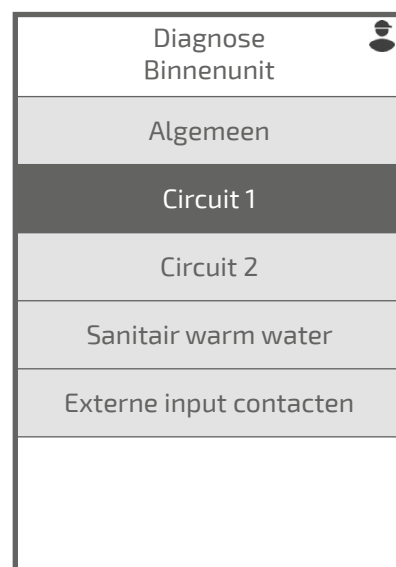 Diagnose
Binnenunit
Algemeen
Circuit 1
Circuit 2
Sanitair warm water
Externe input contacten